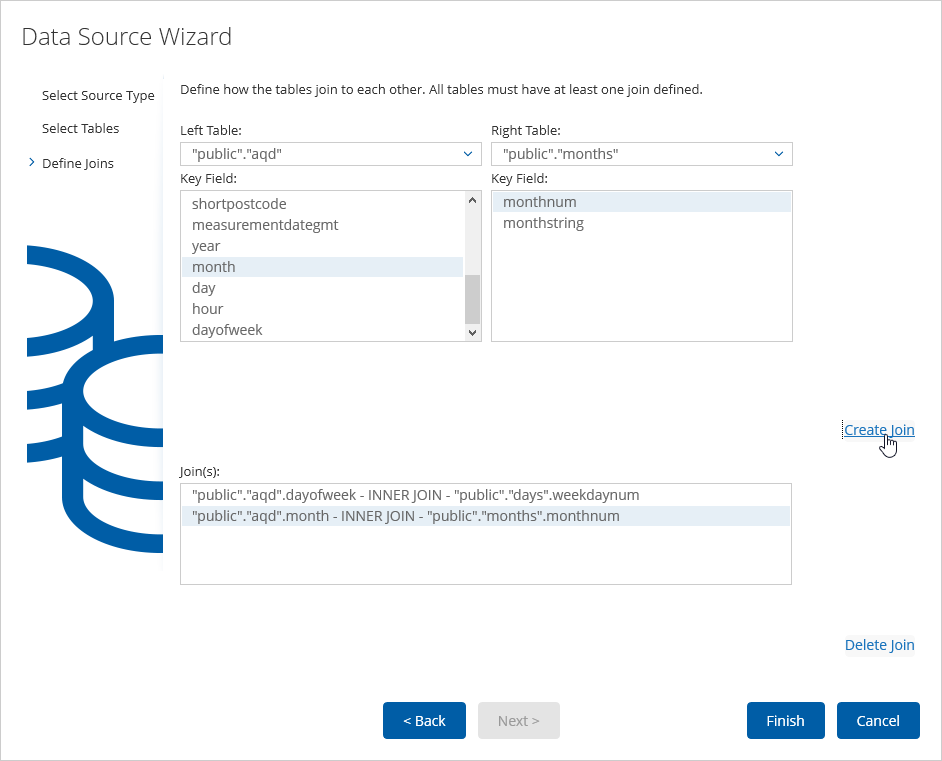 Data Source Wizard
Select Source Type
Select Tables
Define Joins
Define how the tables join to each other. All tables must have at least one join defined.
Left Table:
Right Table:
"public"."aqd"
"public"."months"
Key Field:
Key Field:
shortpostcode
measurementdategmt
year
month
day
hour
dayofweek
monthnum
monthstring
Create Join
Join(s):
"public"."aqd".dayofweek - INNER JOIN - "public"."days".weekdaynum
"public"."aqd".month - INNER JOIN - "public"."months".monthnum
Delete Join
< Back
Next >
Finish
Cancel